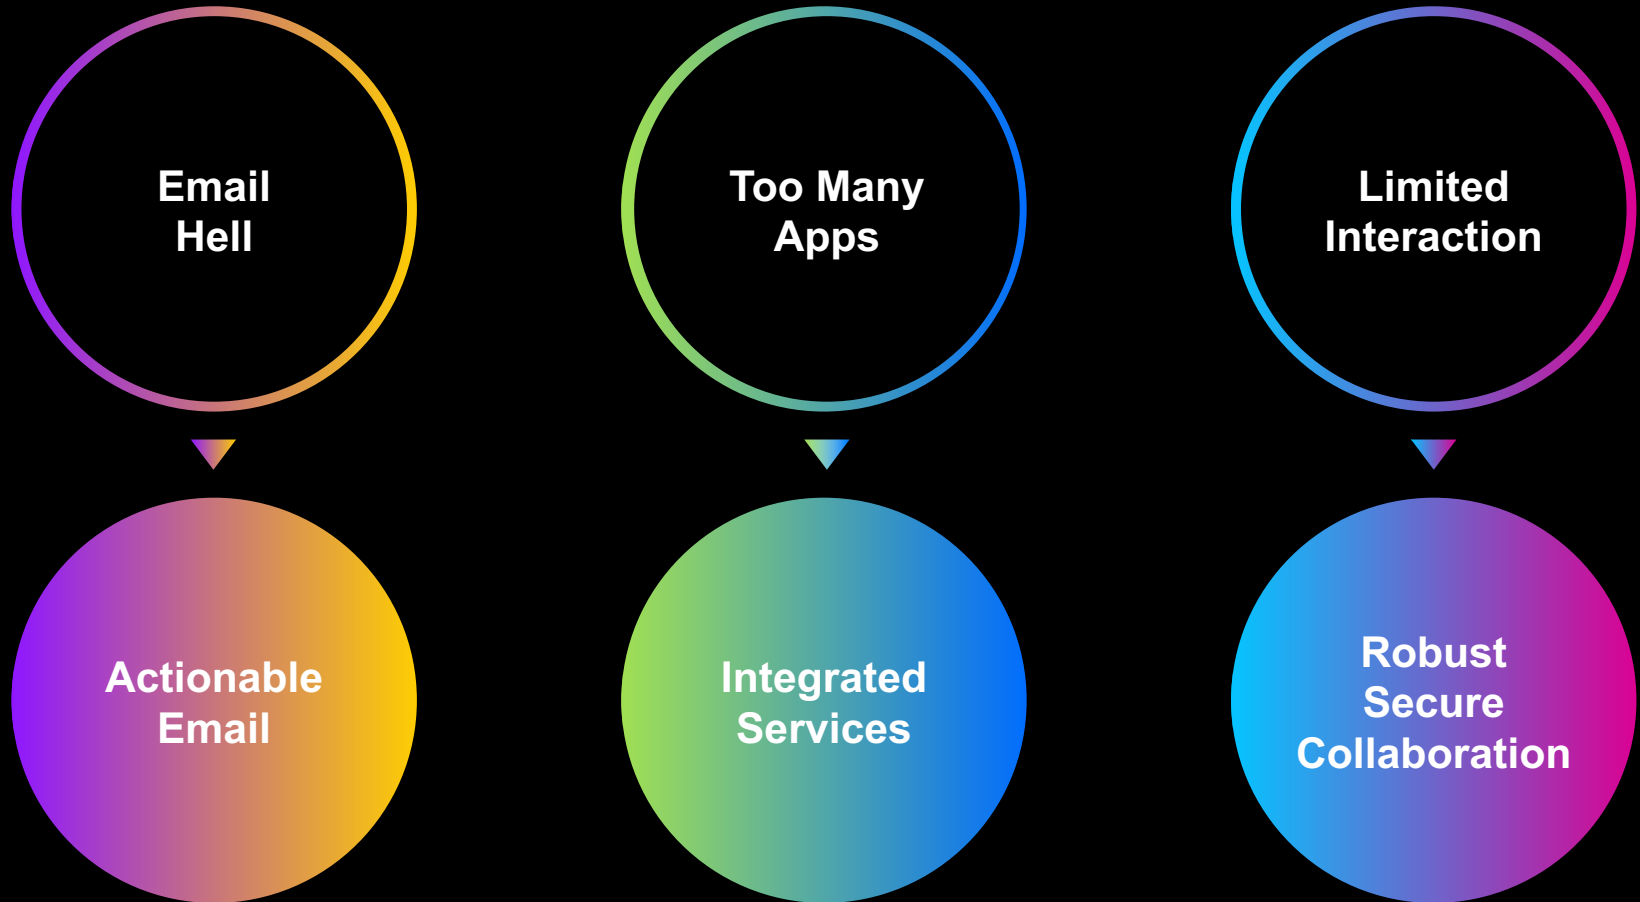 Email
Hell
Too Many
Apps
Limited
Interaction
Actionable
Email
Integrated
Services
Robust
Secure
Collaboration